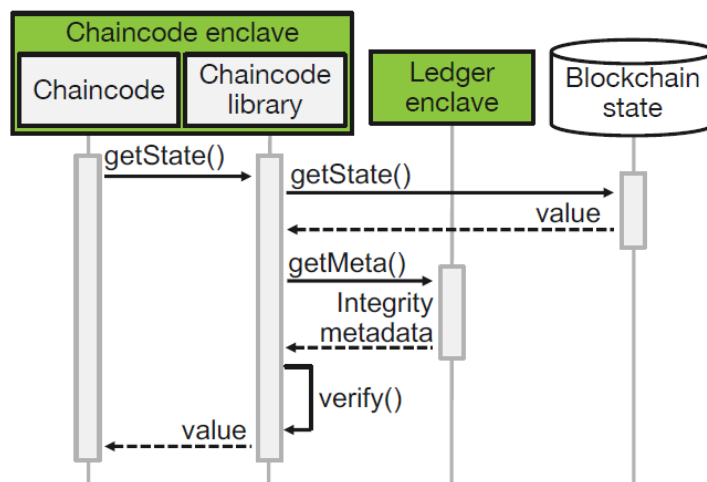 Chaincode enclave
Chaincode
Chaincode
library
Ledger
enclave
Blockchain
state
getState()
getState()
value
getMeta()
Integrity
metadata
verify()
value